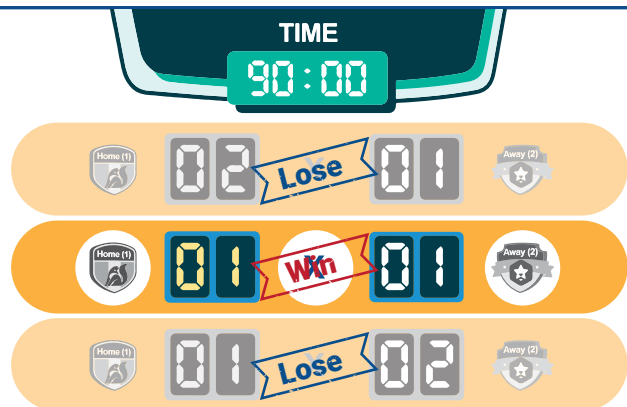 TIME
90:00
Home (1) 02 Lose 01 Away (2)
Home (1) 01 Win X 01 Away (2)
Home (1) 01 Lose 02 Away (2)